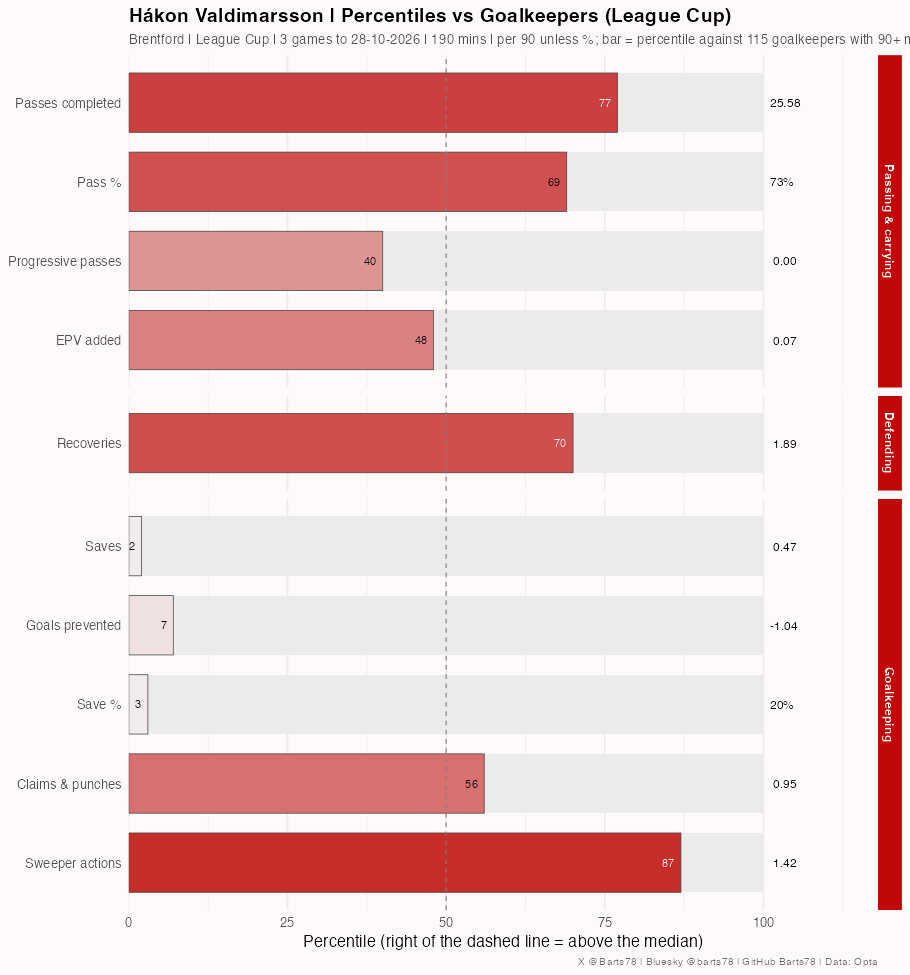 Hákon Valdimarsson | Percentiles vs Goalkeepers (League Cup)
Brentford | League Cup | 3 games to 28-10-2026 | 190 mins | per 90 unless %; bar = percentile against 115 goalkeepers with 90+
Passes completed 77 25.58
Pass % 69 73%
Progressive passes 40 0.00
EPV added 48 0.07
Passing & carrying
Recoveries 70 1.89
Defending
Saves 2 0.47
Goals prevented 7 -1.04
Save % 3 20%
Claims & punches 56 0.95
Sweeper actions 87 1.42
Goalkeeping
0 25 50 75 100
Percentile (right of the dashed line = above the median)
X @Barts78 | Bluesky @barts78 | GitHub Barts78 | Data: Opta